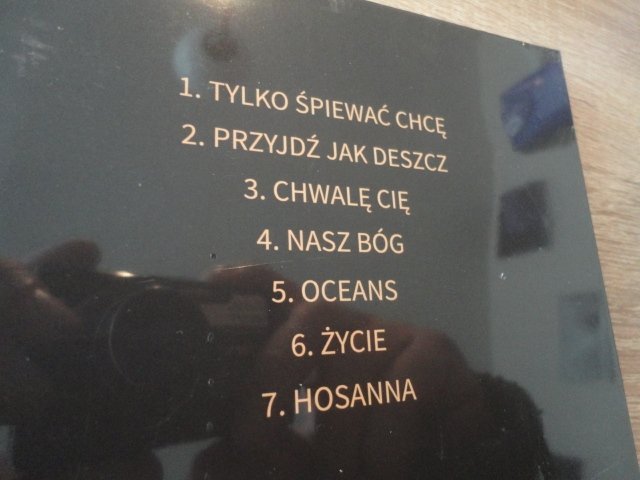 1. TYLKO ŚPIEWAĆ CHCĘ
2. PRZYJDŹ JAK DESZCZ
3. CHWALĘ CIĘ
4. NASZ BÓG
5. OCEANS
6. ŻYCIE
7. HOSANNA